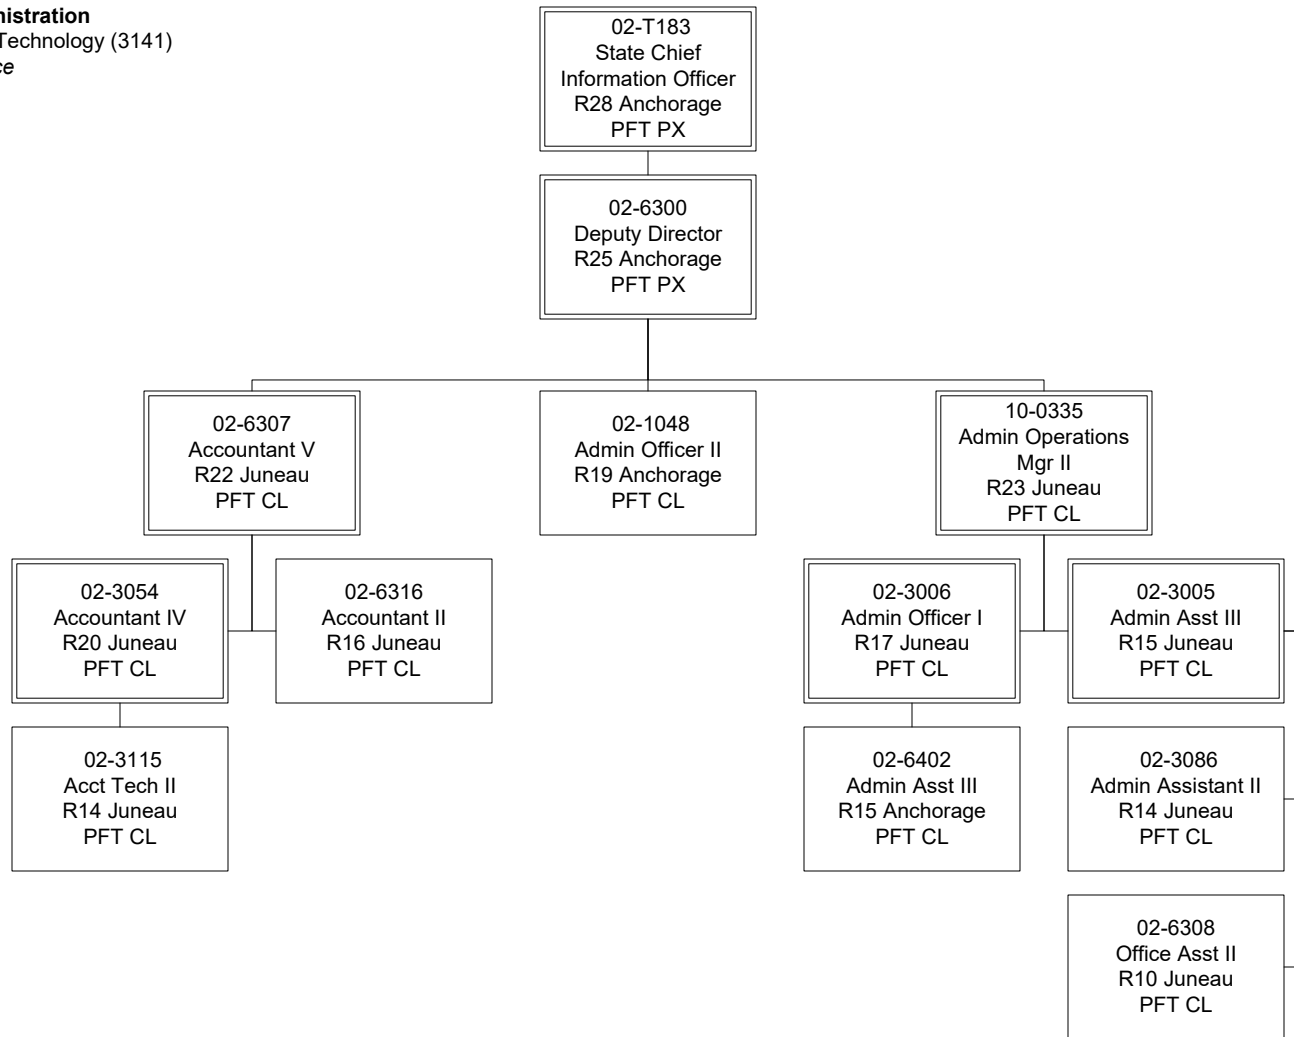 Technology (3141)
02-T183
State Chief
Information Officer
R28 Anchorage
PFT PX
02-6300
Deputy Director
R25 Anchorage
PFT PX
02-6307
Accountant V
R22 Juneau
PFT CL
02-1048
Admin Officer II
R19 Anchorage
PFT CL
10-0335
Admin Operations
Mgr II
R23 Juneau
PFT CL
02-3054
Accountant IV
R20 Juneau
PFT CL
02-6316
Accountant II
R16 Juneau
PFT CL
02-3006
Admin Officer I
R17 Juneau
PFT CL
02-3005
Admin Asst III
R15 Juneau
PFT CL
02-3115
Acct Tech II
R14 Juneau
PFT CL
02-6402
Admin Asst III
R15 Anchorage
PFT CL
02-3086
Admin Assistant II
R14 Juneau
PFT CL
02-6308
Office Asst II
R10 Juneau
PFT CL